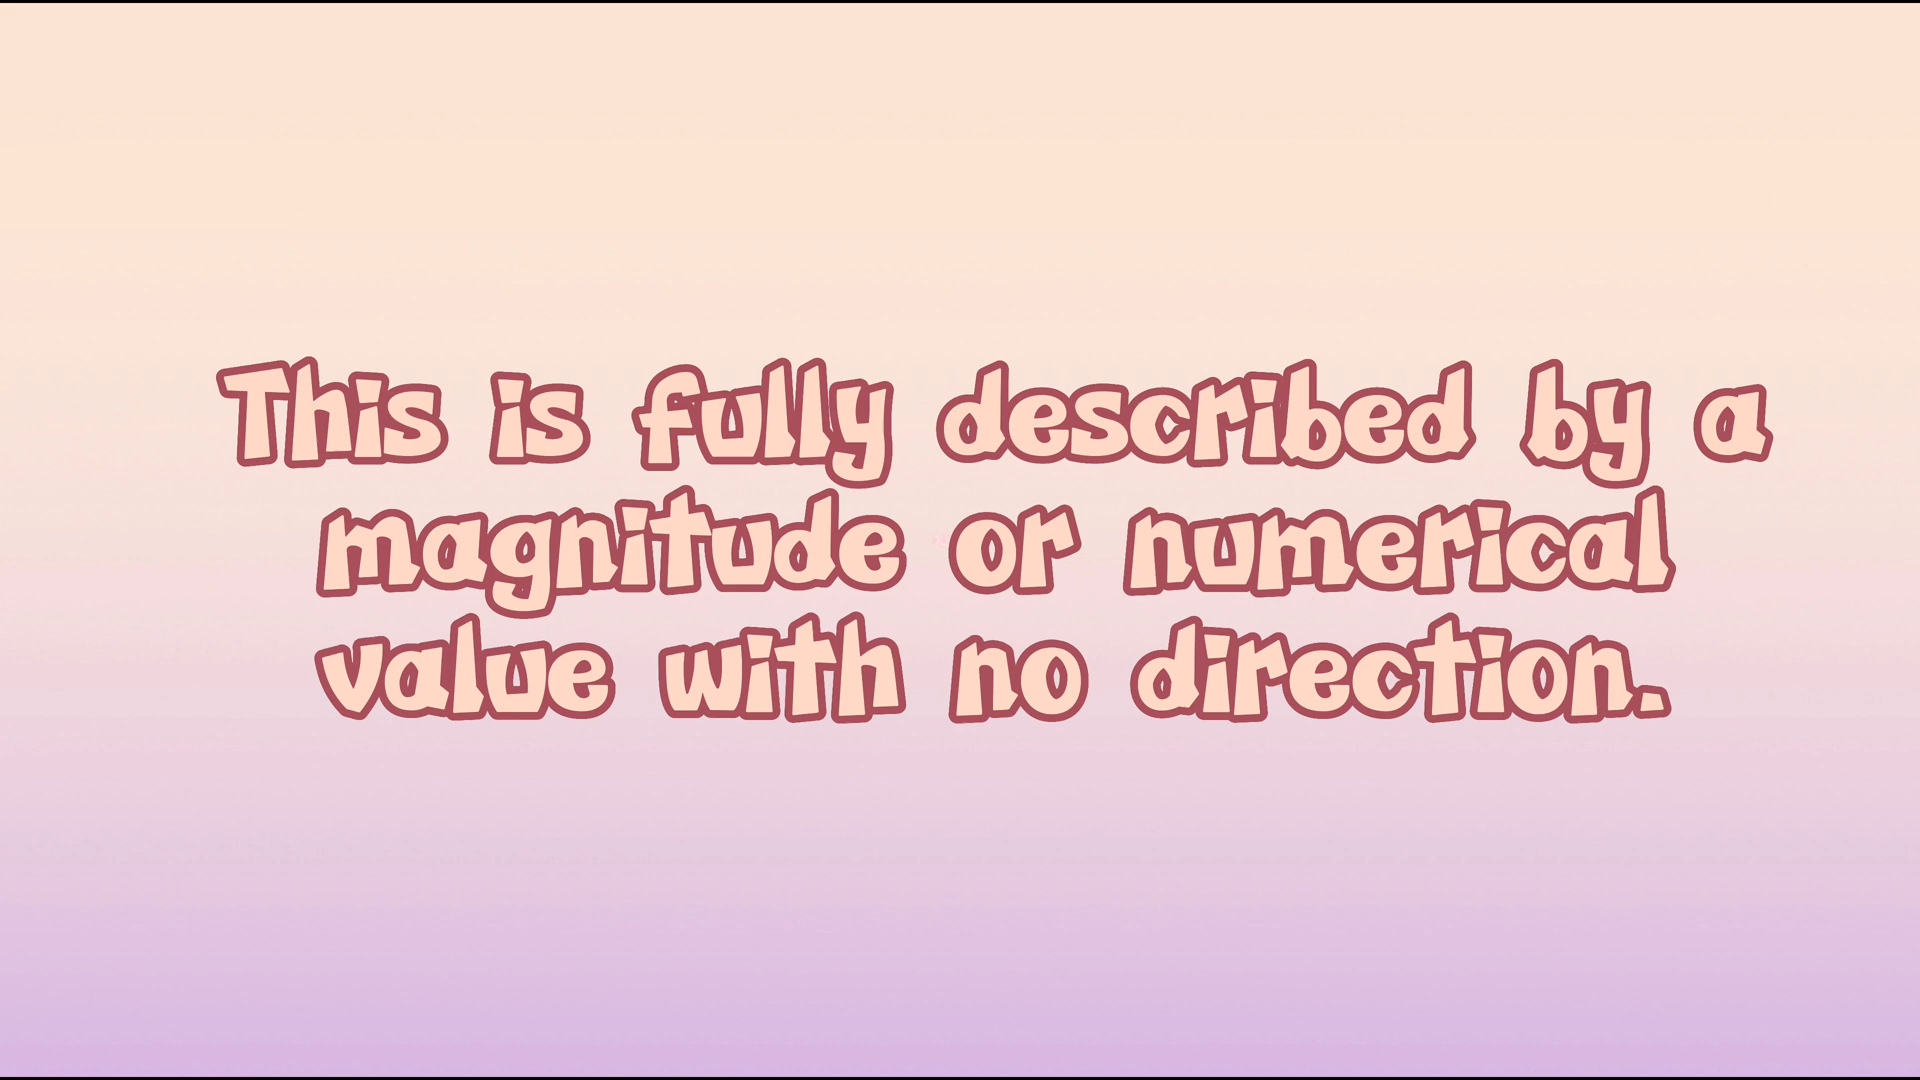 This is fully described by a
magnitude or numerical
value with no direction.